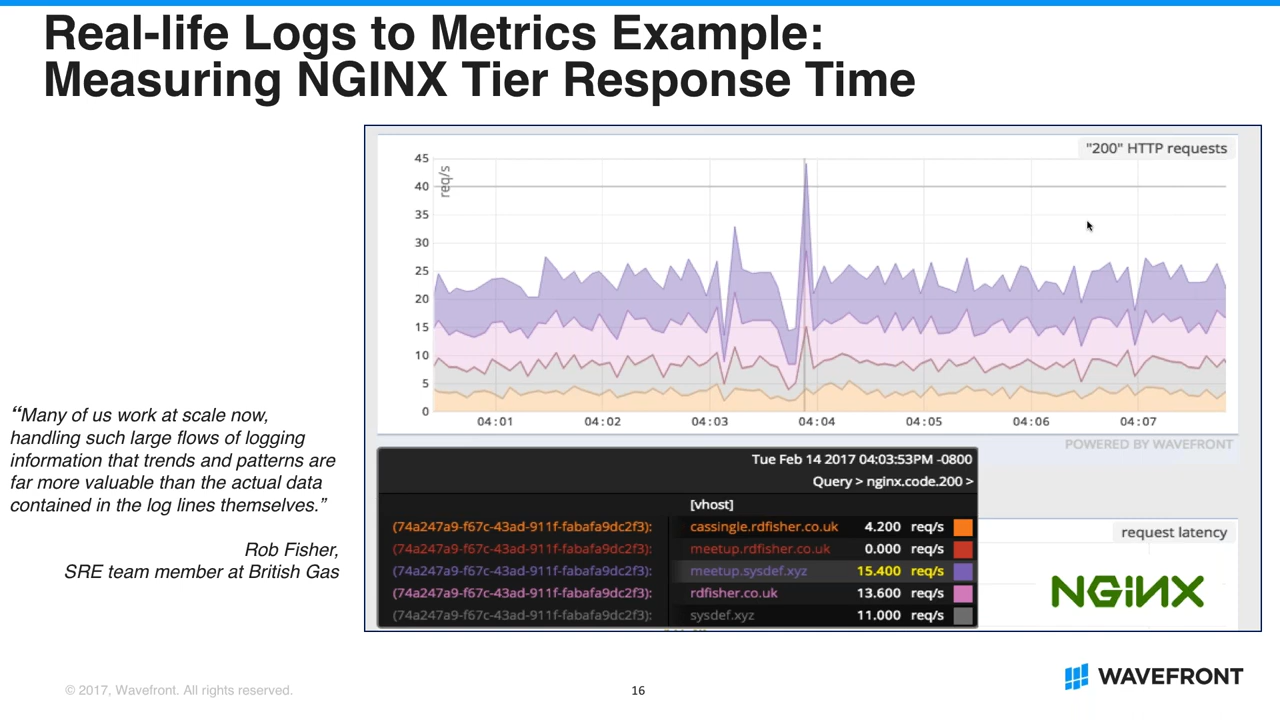 Real-life Logs to Metrics Example:
Measuring NGINX Tier Response Time
"200" HTTP requests
req/s
45
40
35
30
25
20
15
10
5
0
04:01 04:02 04:03 04:04 04:05 04:06 04:07
POWERED BY WAVEFRONT
“Many of us work at scale now,
handling such large flows of logging
information that trends and patterns are
far more valuable than the actual data
contained in the log lines themselves.”
Rob Fisher,
SRE team member at British Gas
Tue Feb 14 2017 04:03:53PM -0800
Query > nginx.code.200 >
[vhost]
(74a247a9-f67c-43ad-911f-fabafa9dc2f3): cassingle.rdfisher.co.uk 4.200 req/s
(74a247a9-f67c-43ad-911f-fabafa9dc2f3): meetup.rdfisher.co.uk 0.000 req/s
(74a247a9-f67c-43ad-911f-fabafa9dc2f3): meetup.sysdef.xyz 15.400 req/s
(74a247a9-f67c-43ad-911f-fabafa9dc2f3): rdfisher.co.uk 13.600 req/s
(74a247a9-f67c-43ad-911f-fabafa9dc2f3): sysdef.xyz 11.000 req/s
request latency
NGINX
© 2017, Wavefront. All rights reserved.
16
WAVEFRONT